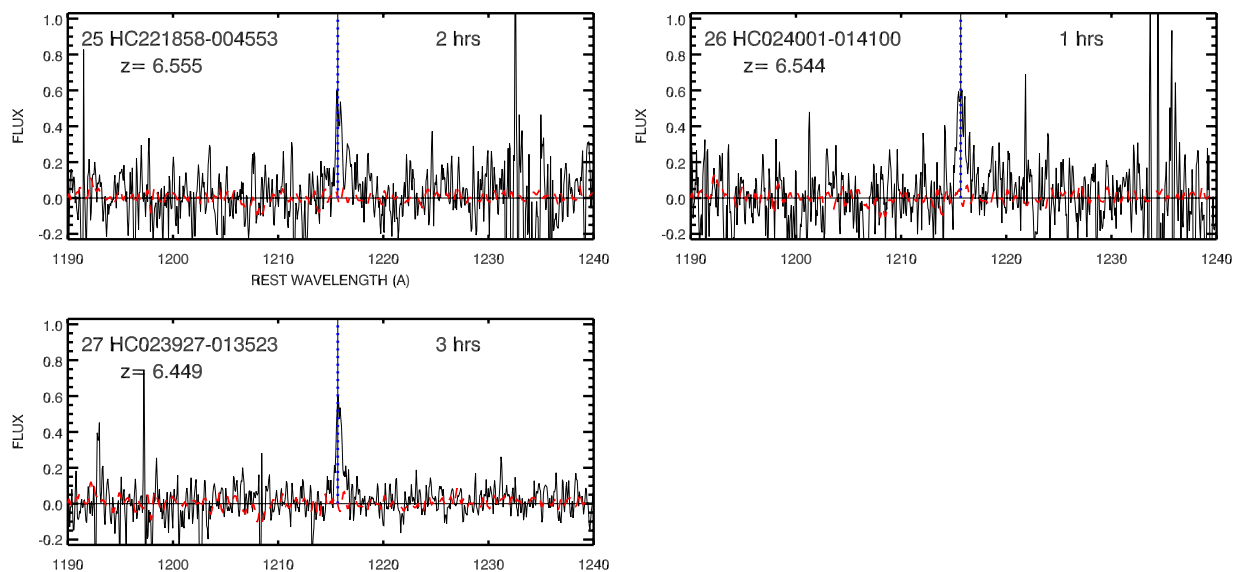 1.0
0.8
0.6
0.4
0.2
0.0
-0.2
FLUX
25 HC221858-004553 2 hrs
z= 6.555
1190 1200 1210 1220 1230 1240
REST WAVELENGTH (A)
1.0
0.8
0.6
0.4
0.2
0.0
-0.2
FLUX
26 HC024001-014100 1 hrs
z= 6.544
1190 1200 1210 1220 1230 1240
1.0
0.8
0.6
0.4
0.2
0.0
-0.2
FLUX
27 HC023927-013523 3 hrs
z= 6.449
1190 1200 1210 1220 1230 1240